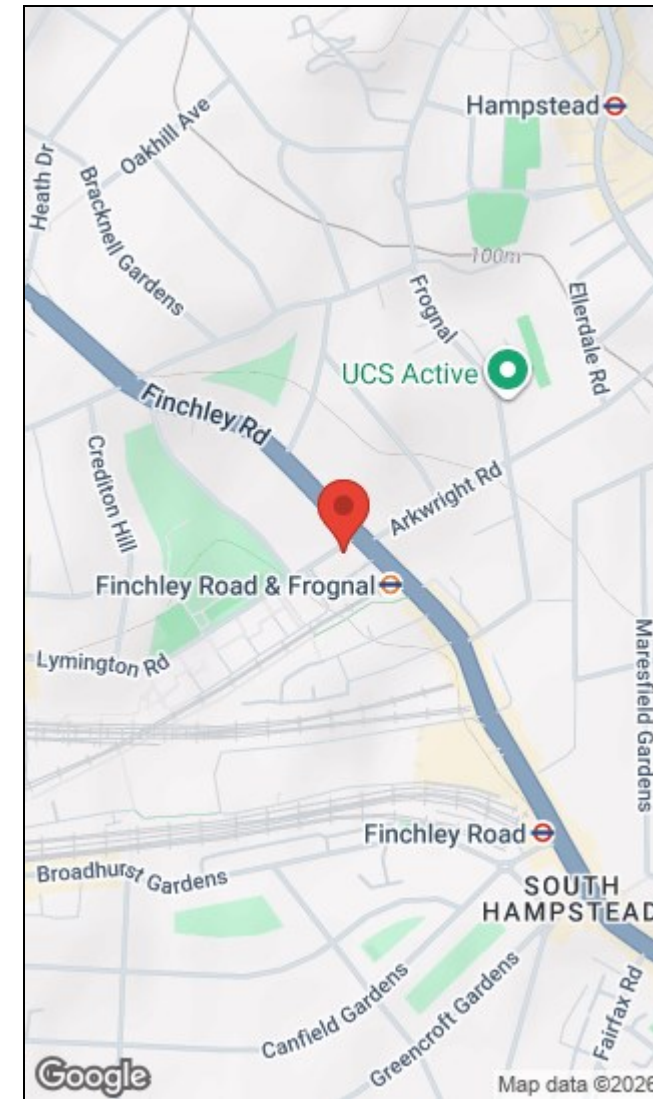 Hampstead
Oakhill Ave
Heath Dr
Bracknell Gardens
100m
Frognal
Ellerdale Rd
UCS Active
Finchley Rd
Crediton Hill
Arkwright Rd
Finchley Road & Frognal
Lymington Rd
Maresfield Gardens
Finchley Road
Broadhurst Gardens
SOUTH
HAMPSTEAD
Canfield Gardens
Greencroft Gardens
Fairfax Rd
Google
Map data ©2026